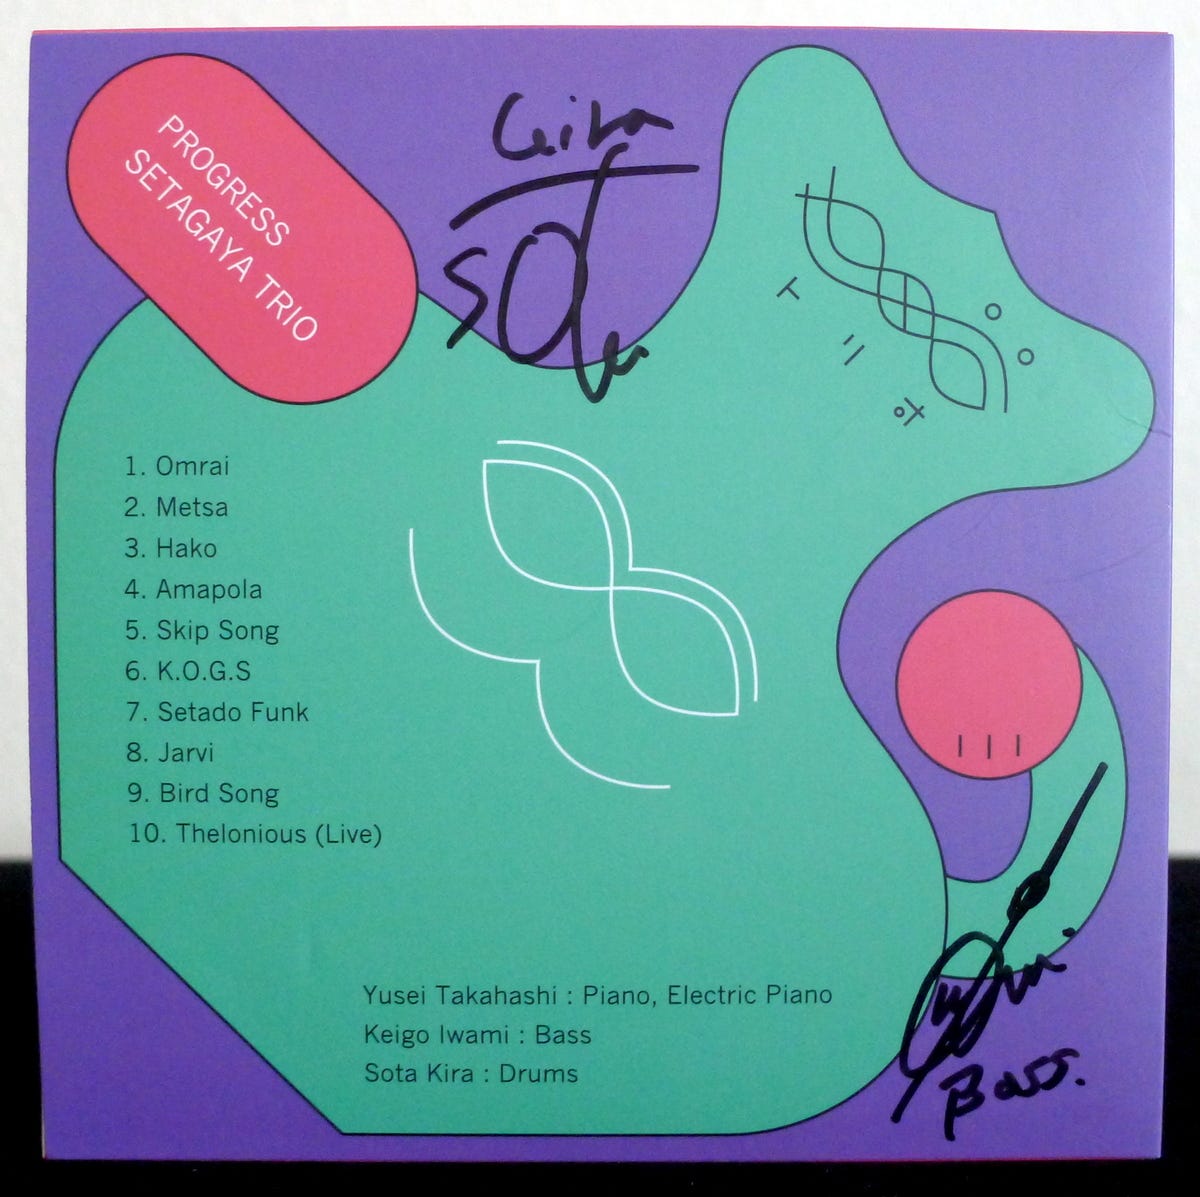 PROGRESS
SETAGAYA TRIO
Kira
Sota
1. Omrai
2. Metsa
3. Hako
4. Amapola
5. Skip Song
6. K.O.G.S
7. Setado Funk
8. Jarvi
9. Bird Song
10. Thelonious (Live)
Yusei Takahashi : Piano, Electric Piano
Keigo Iwami : Bass
Sota Kira : Drums
Bass.